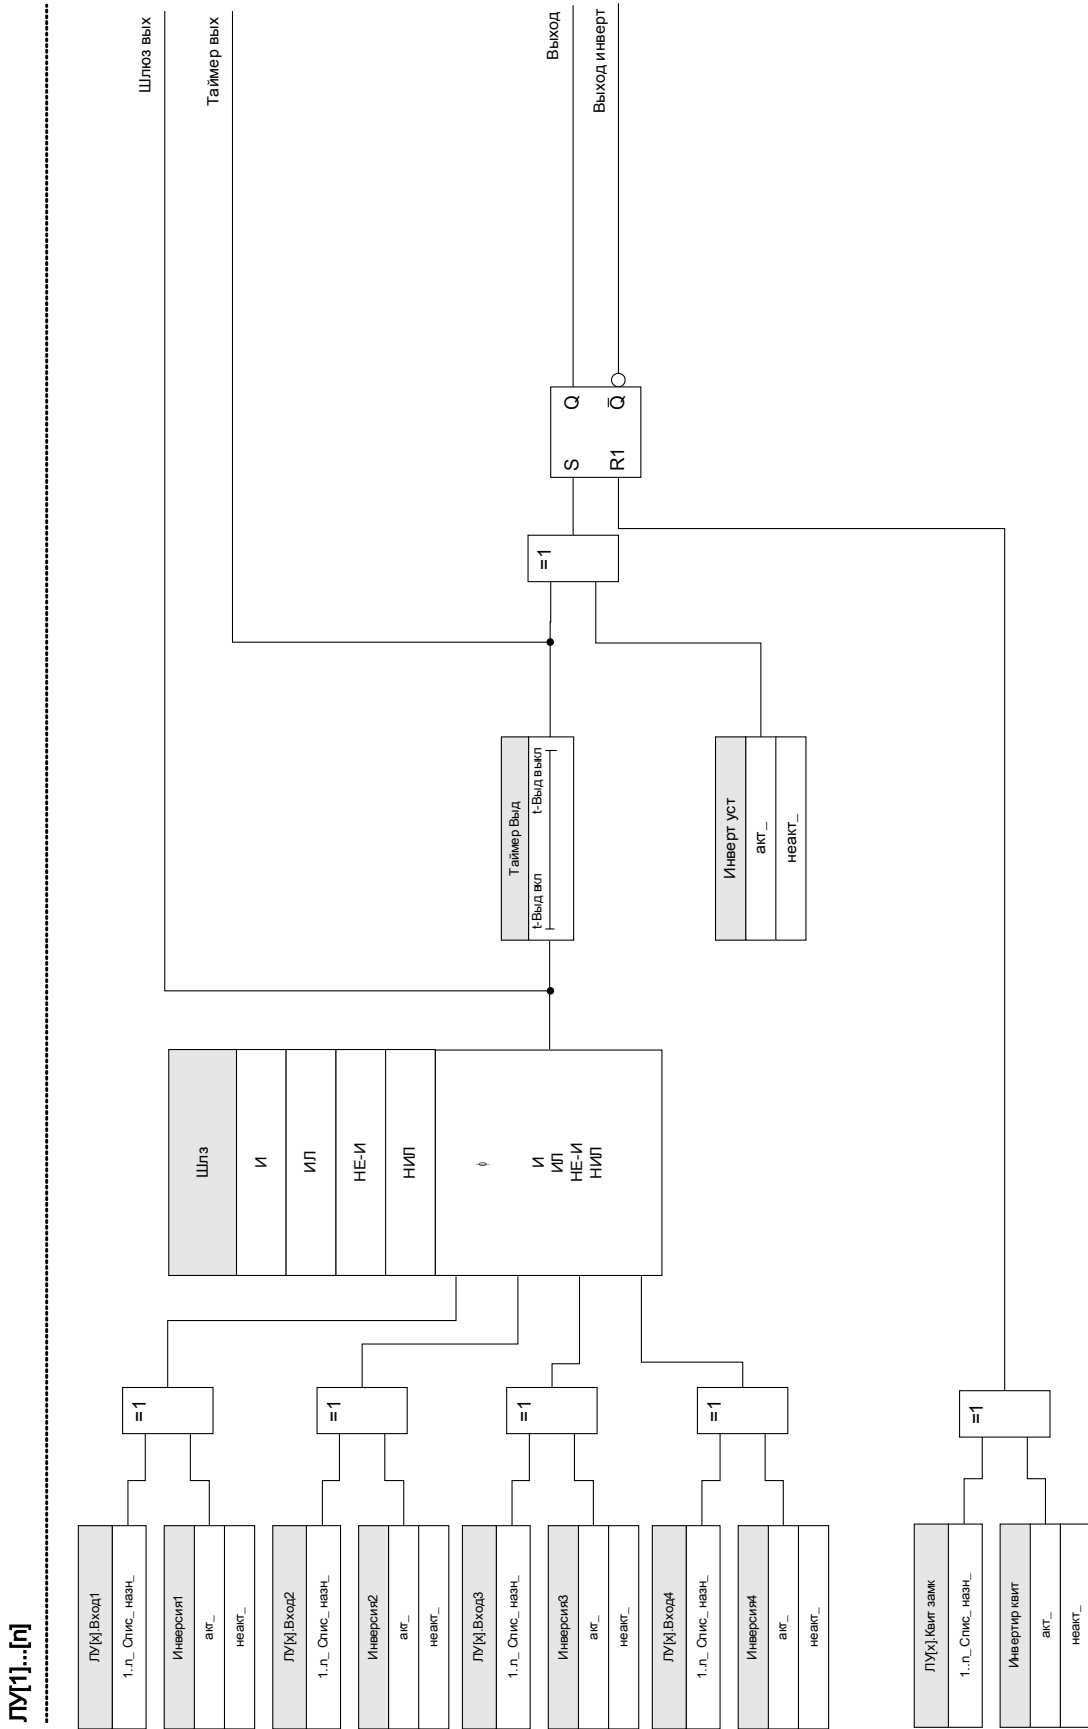 ЛУ[1]...[n]
ЛУ[x].Вход1
1..n_ Спис_ назн_
Инверсия1
акт_
неакт_
=1
ЛУ[x].Вход2
1..n_ Спис_ назн_
Инверсия2
акт_
неакт_
=1
ЛУ[x].Вход3
1..n_ Спис_ назн_
Инверсия3
акт_
неакт_
=1
ЛУ[x].Вход4
1..n_ Спис_ назн_
Инверсия4
акт_
неакт_
=1
ЛУ[x].Квит замк
1..n_ Спис_ назн_
Инвертир квит
акт_
неакт_
=1
Шлз
И
ИЛ
НЕ-И
НИЛ
И
ИЛ
НЕ-И
НИЛ
Таймер Выд
t-Выд вкл
t-Выд выкл
Инверт уст
акт_
неакт_
=1
S
Q
R1
Q̅
Шлюз вых
Таймер вых
Выход
Выход инверт